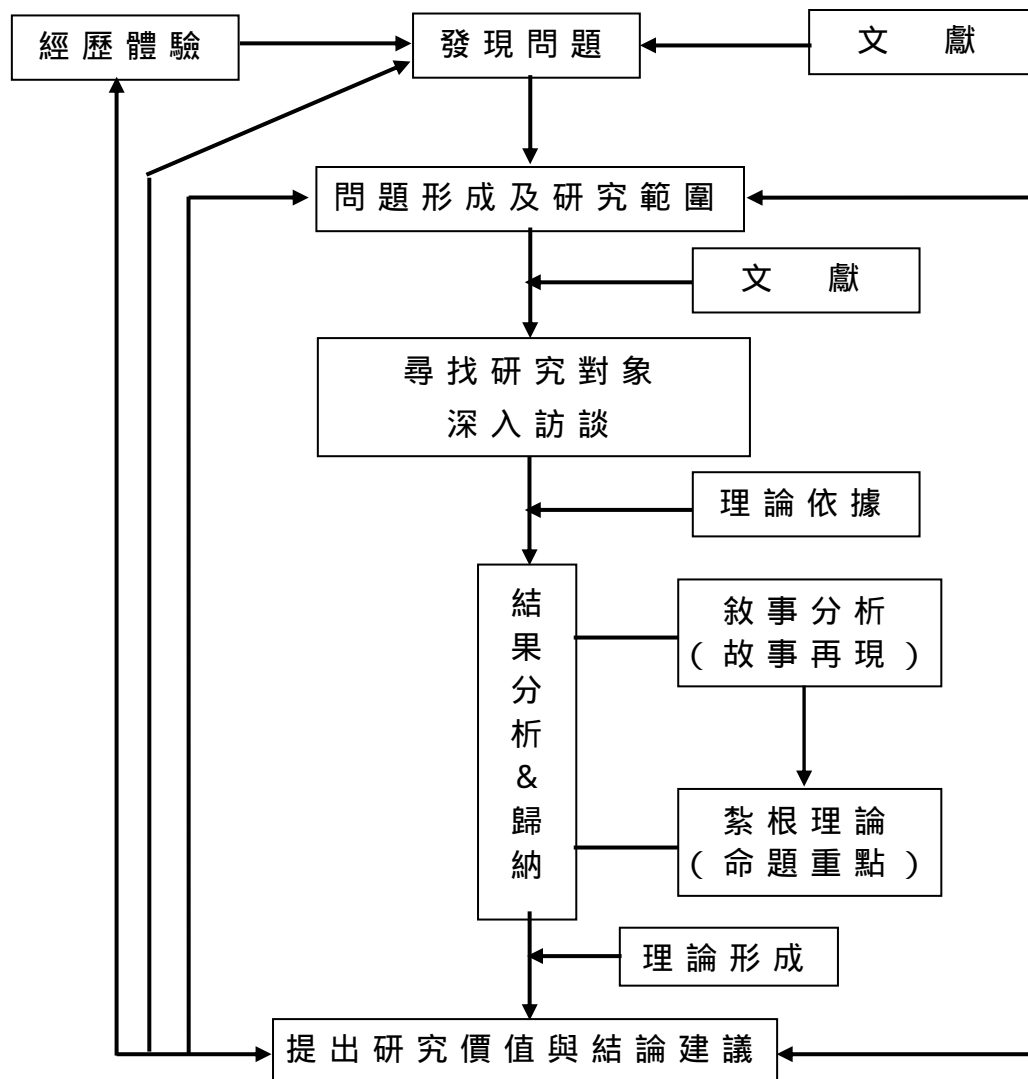 經歷體驗
發現問題
文 獻
問題形成及研究範圍
文 獻
尋找研究對象
深入訪談
理論依據
結果分析&歸納
敘事分析
(故事再現)
紮根理論
(命題重點)
理論形成
提出研究價值與結論建議